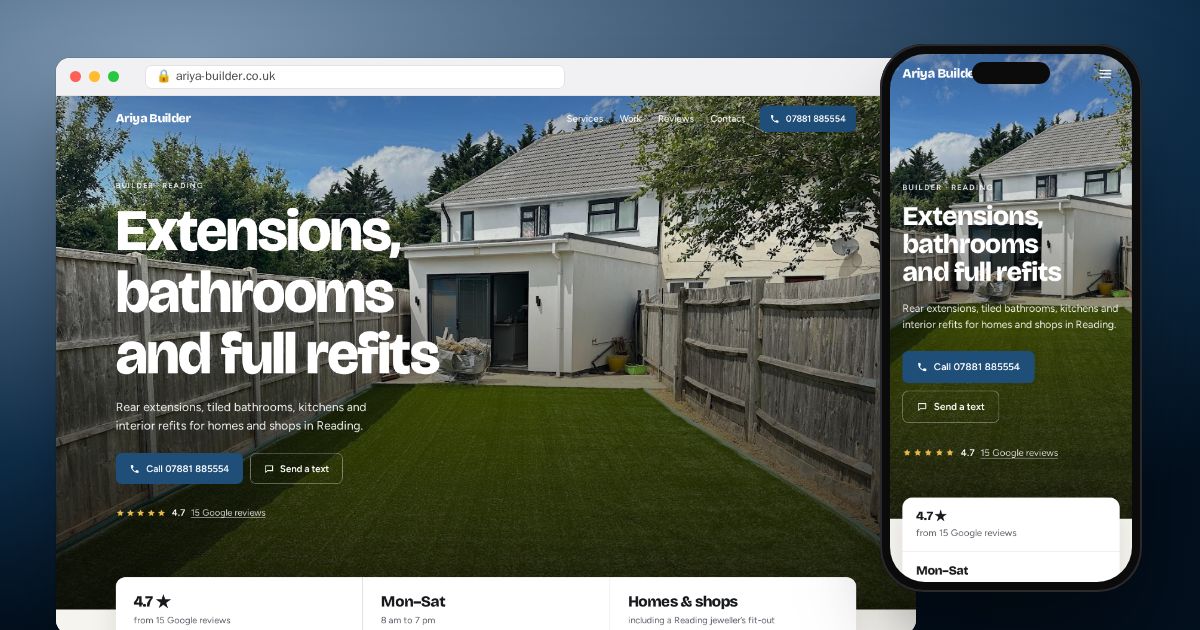 ariya-builder.co.uk
Ariya Builder
Services
Work
Reviews
Contact
07881 885554
BUILDER · READING
Extensions,
bathrooms
and full refits
Rear extensions, tiled bathrooms, kitchens and
interior refits for homes and shops in Reading.
Call 07881 885554
Send a text
4.7
15 Google reviews
4.7 ★
from 15 Google reviews
Mon–Sat
8 am to 7 pm
Homes & shops
including a Reading jeweller's fit-out
Ariya Builde
BUILDER · READING
Extensions,
bathrooms
and full refits
Rear extensions, tiled bathrooms, kitchens and
interior refits for homes and shops in Reading.
Call 07881 885554
Send a text
4.7
15 Google reviews
4.7 ★
from 15 Google reviews
Mon–Sat